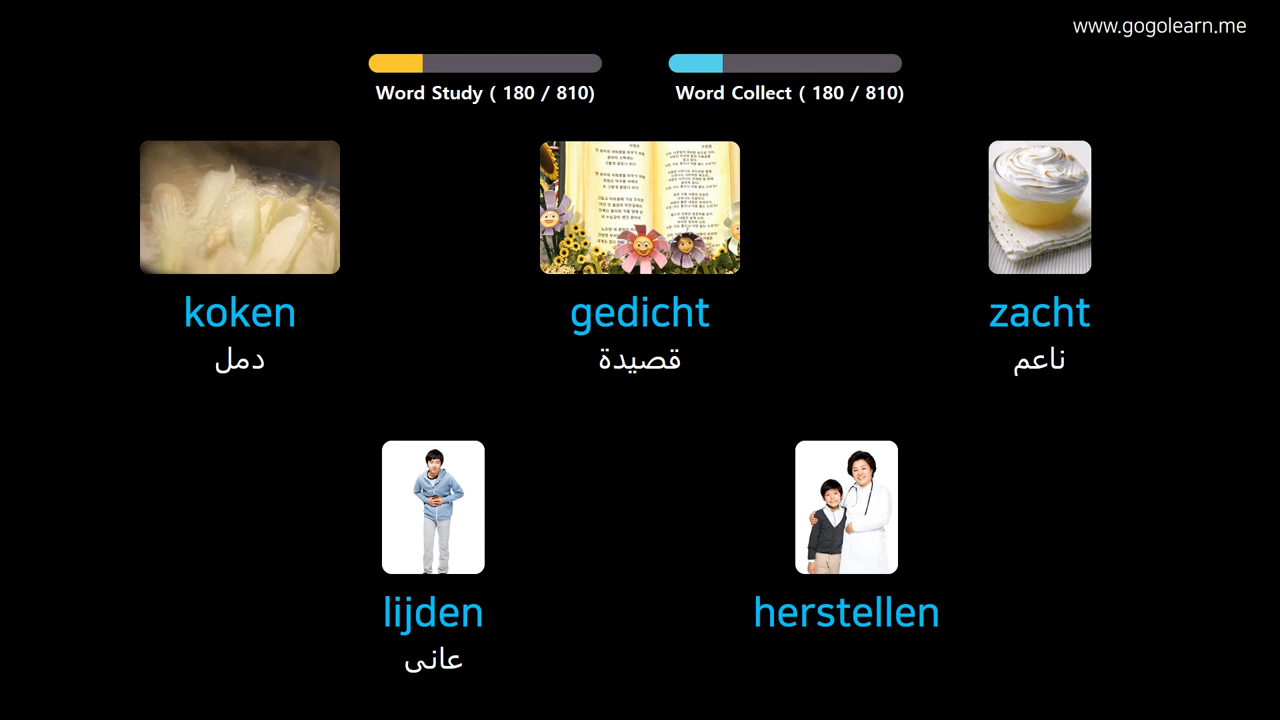 www.gogolearn.me
Word Study ( 180 / 810)
Word Collect ( 180 / 810)
koken
دمل
gedicht
قصيدة
zacht
ناعم
lijden
عانى
herstellen